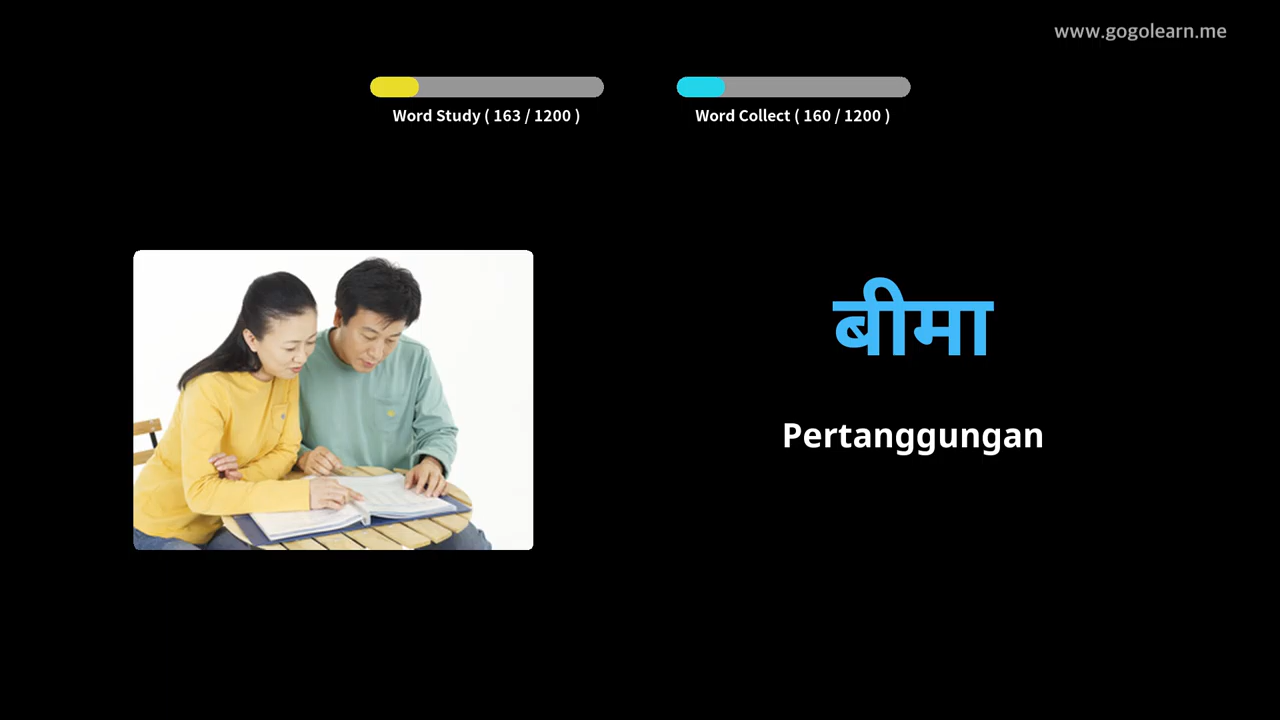 www.gogolearn.me
Word Study ( 163 / 1200 )
Word Collect ( 160 / 1200 )
बीमा
Pertanggungan